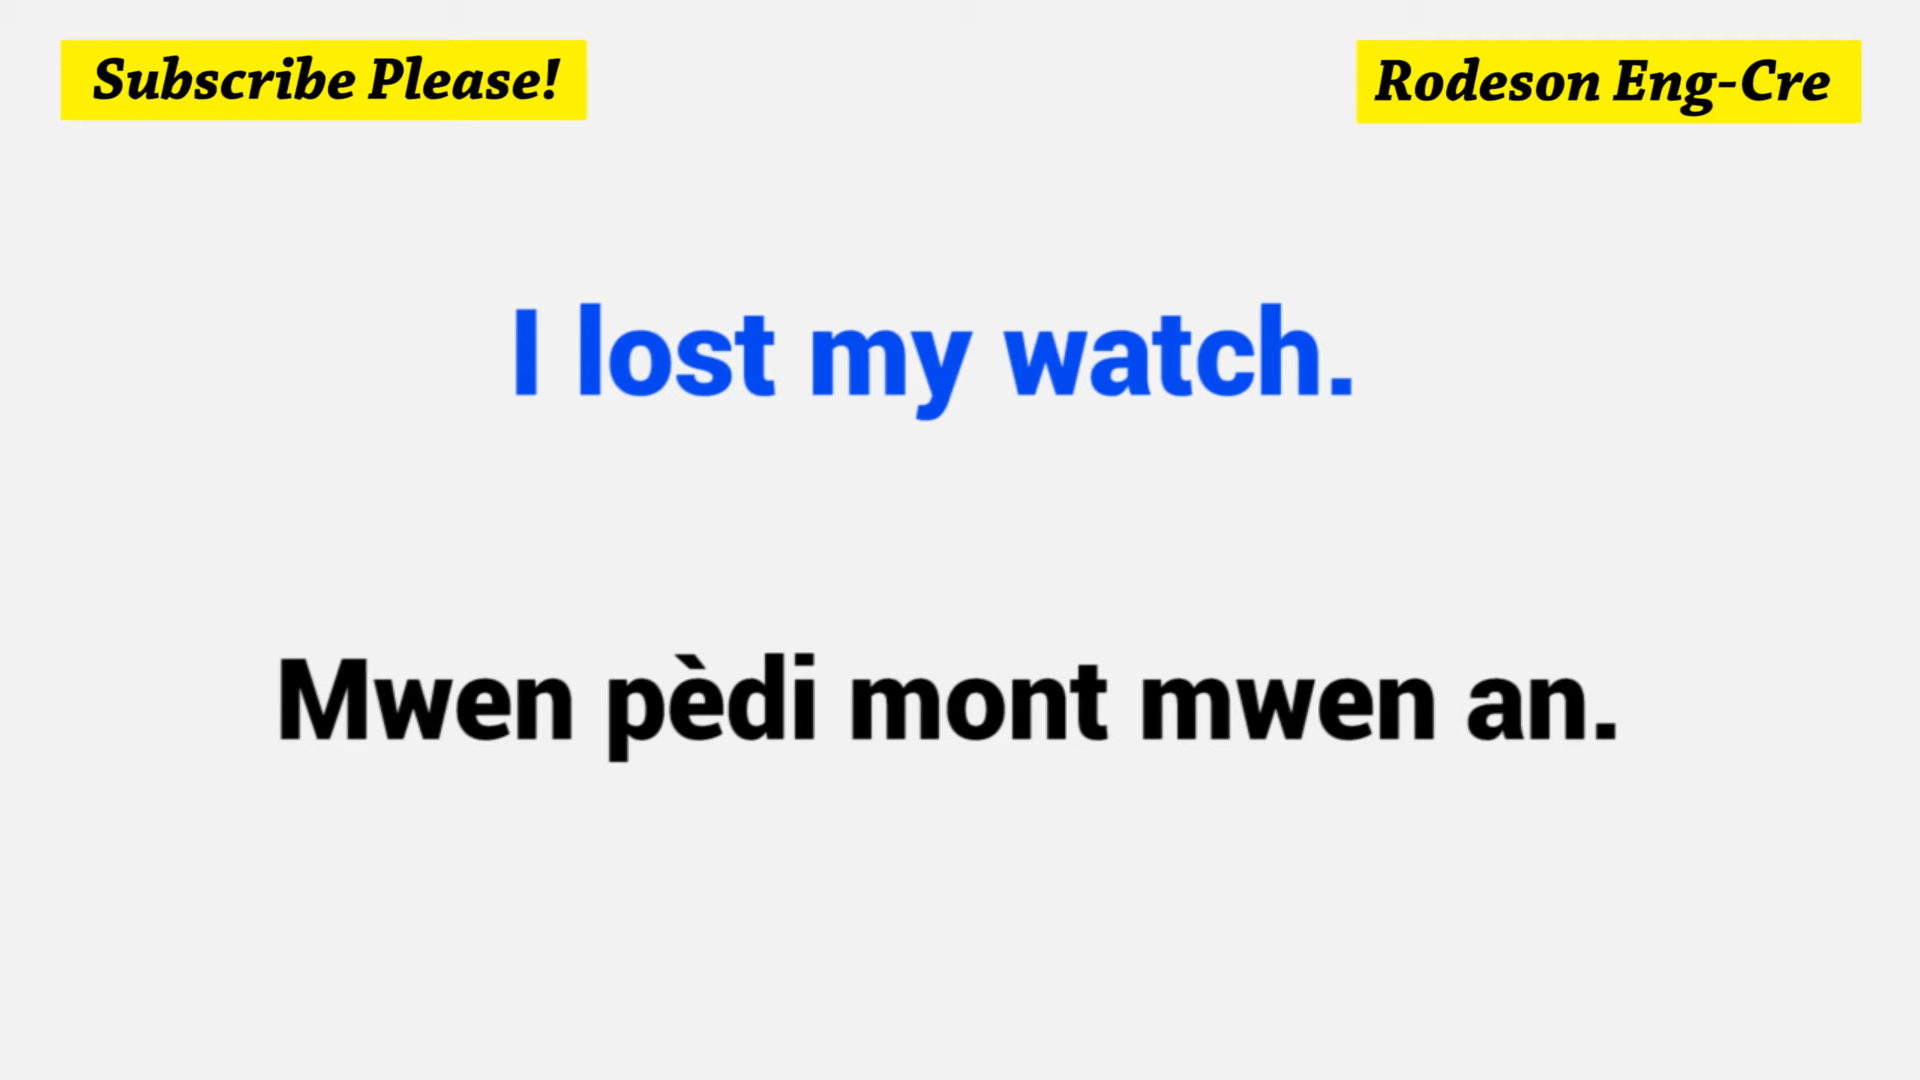 Subscribe Please!
Rodeson Eng-Cre
I lost my watch.
Mwen pèdi mont mwen an.